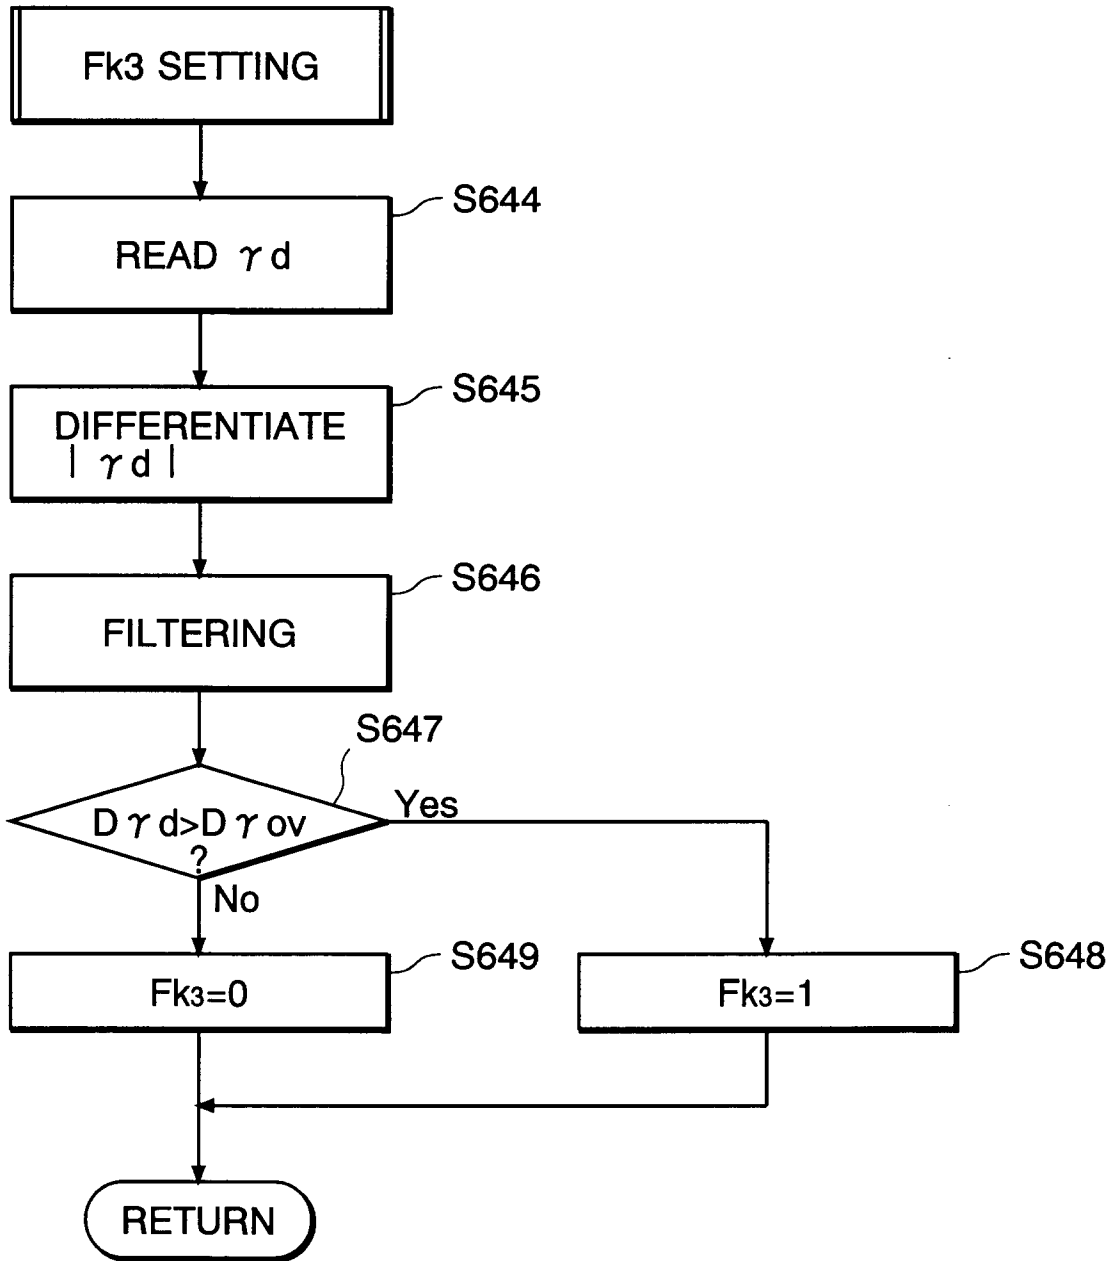 Fk3 SETTING
S644
READ γd
S645
DIFFERENTIATE
| γd |
S646
FILTERING
S647
Dγd>Dγov
?
Yes
No
S649
Fk3=0
S648
Fk3=1
RETURN